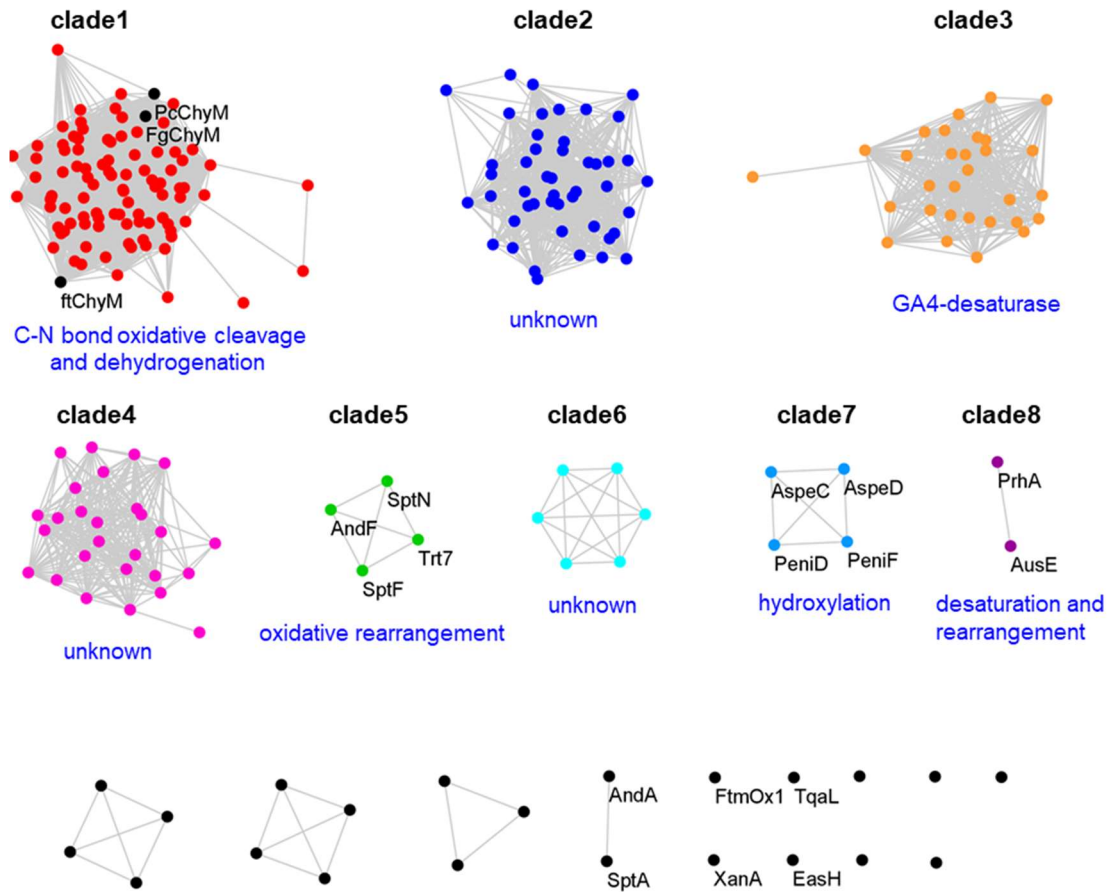 clade1
clade2
clade3
PcChyM
FgChyM
ftChyM
C-N bond oxidative cleavage
and dehydrogenation
unknown
GA4-desaturase
clade4
clade5
clade6
clade7
clade8
SptN
AndF
Trt7
SptF
AspeC
AspeD
PeniD
PeniF
PrhA
AusE
unknown
oxidative rearrangement
unknown
hydroxylation
desaturation and
rearrangement
AndA
FtmOx1
TqaL
SptA
XanA
EasH